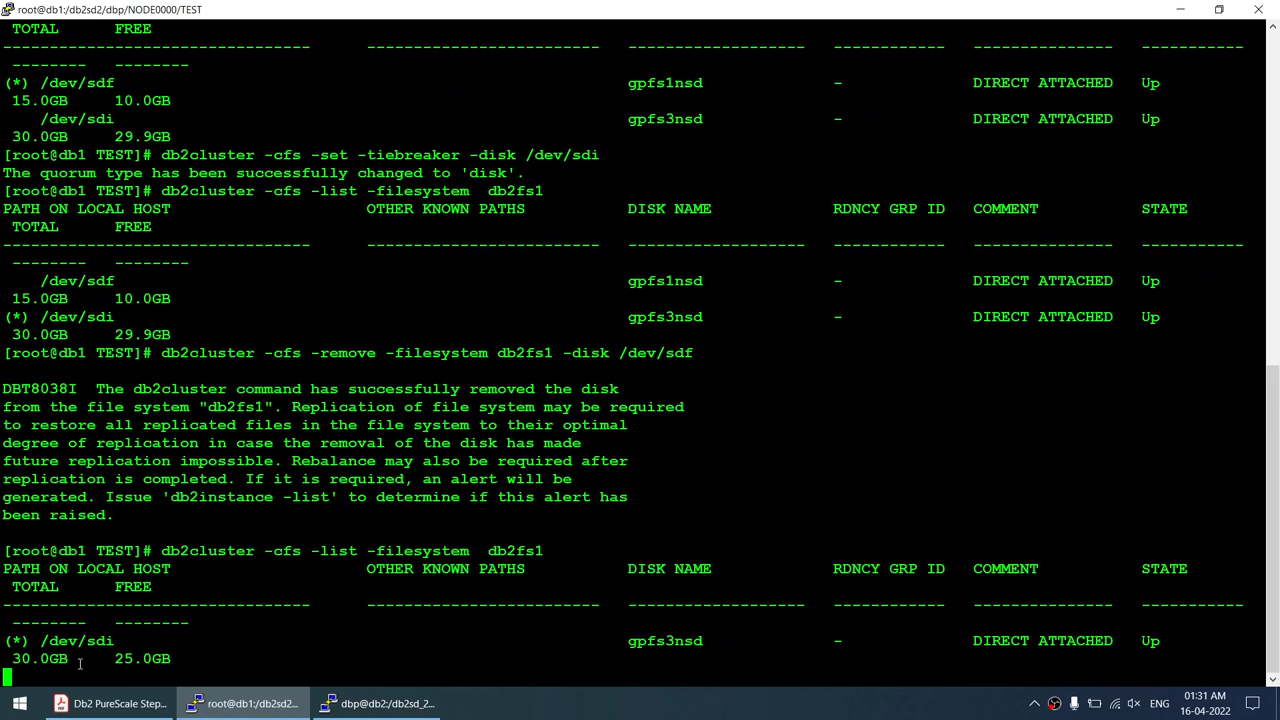 root@db1:/db2sd2/dbp/NODE0000/TEST
TOTAL FREE
-------------------------------- ------------------------- ------------------- ------------ --------------- -----------
-------- --------
(*) /dev/sdf gpfs1nsd - DIRECT ATTACHED Up
15.0GB 10.0GB
/dev/sdi gpfs3nsd - DIRECT ATTACHED Up
30.0GB 29.9GB
[root@db1 TEST]# db2cluster -cfs -set -tiebreaker -disk /dev/sdi
The quorum type has been successfully changed to 'disk'.
[root@db1 TEST]# db2cluster -cfs -list -filesystem db2fs1
PATH ON LOCAL HOST OTHER KNOWN PATHS DISK NAME RDNCY GRP ID COMMENT STATE
TOTAL FREE
--------------------------------- ------------------------- ------------------- ------------ --------------- -----------
-------- --------
/dev/sdf gpfs1nsd - DIRECT ATTACHED Up
15.0GB 10.0GB
(*) /dev/sdi gpfs3nsd - DIRECT ATTACHED Up
30.0GB 29.9GB
[root@db1 TEST]# db2cluster -cfs -remove -filesystem db2fs1 -disk /dev/sdf
DBT8038I The db2cluster command has successfully removed the disk
from the file system "db2fs1". Replication of file system may be required
to restore all replicated files in the file system to their optimal
degree of replication in case the removal of the disk has made
future replication impossible. Rebalance may also be required after
replication is completed. If it is required, an alert will be
generated. Issue 'db2instance -list' to determine if this alert has
been raised.
[root@db1 TEST]# db2cluster -cfs -list -filesystem db2fs1
PATH ON LOCAL HOST OTHER KNOWN PATHS DISK NAME RDNCY GRP ID COMMENT STATE
TOTAL FREE
--------------------------------- ------------------------- ------------------- ------------ --------------- -----------
-------- --------
(*) /dev/sdi gpfs3nsd - DIRECT ATTACHED Up
30.0GB 25.0GB
Db2 PureScale Step... root@db1:/db2sd2... dbp@db2:/db2sd_2... ENG 01:31 AM
16-04-2022